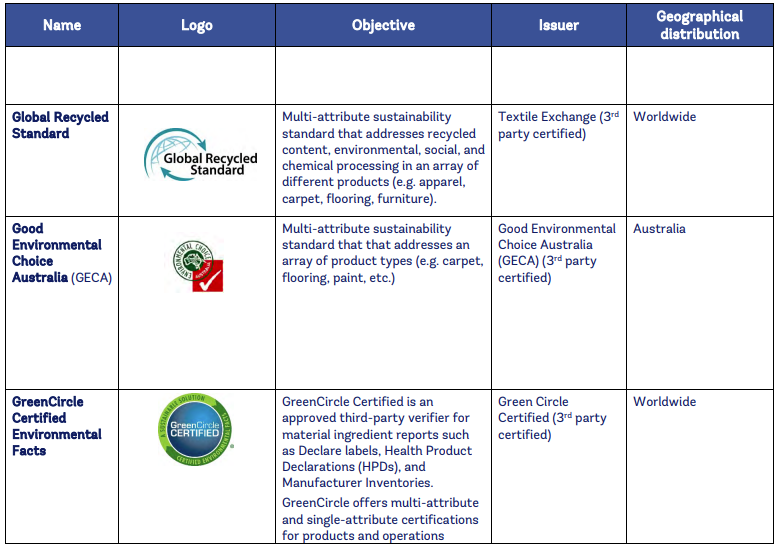 Name
Logo
Objective
Issuer
Geographical
distribution
Global Recycled
Standard
Global Recycled
Standard
Multi-attribute sustainability
standard that addresses recycled
content, environmental, social, and
chemical processing in an array of
different products (e.g. apparel,
carpet, flooring, furniture).
Textile Exchange (3rd
party certified)
Worldwide
Good
Environmental
Choice
Australia (GECA)
ENVIRONMENTAL CHOICE
AUSTRALIA
Multi-attribute sustainability
standard that that addresses an
array of product types (e.g. carpet,
flooring, paint, etc.)
Good Environmental
Choice Australia
(GECA) (3rd party
certified)
Australia
GreenCircle
Certified
Environmental
Facts
A SUSTAINABLE SOLUTION
GreenCircle
CERTIFIED
CERTIFIED ENVIRONMENTAL FACTS
GreenCircle Certified is an
approved third-party verifier for
material ingredient reports such
as Declare labels, Health Product
Declarations (HPDs), and
Manufacturer Inventories.
GreenCircle offers multi-attribute
and single-attribute certifications
for products and operations
Green Circle
Certified (3rd party
certified)
Worldwide